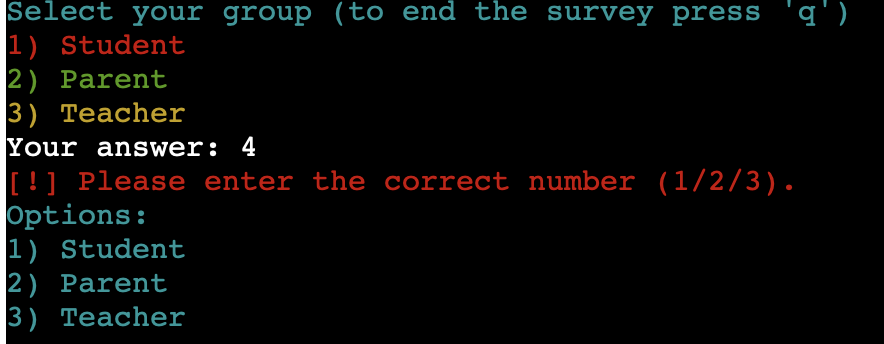 Select your group (to end the survey press 'q')
1) Student
2) Parent
3) Teacher
Your answer: 4
[!] Please enter the correct number (1/2/3).
Options:
1) Student
2) Parent
3) Teacher